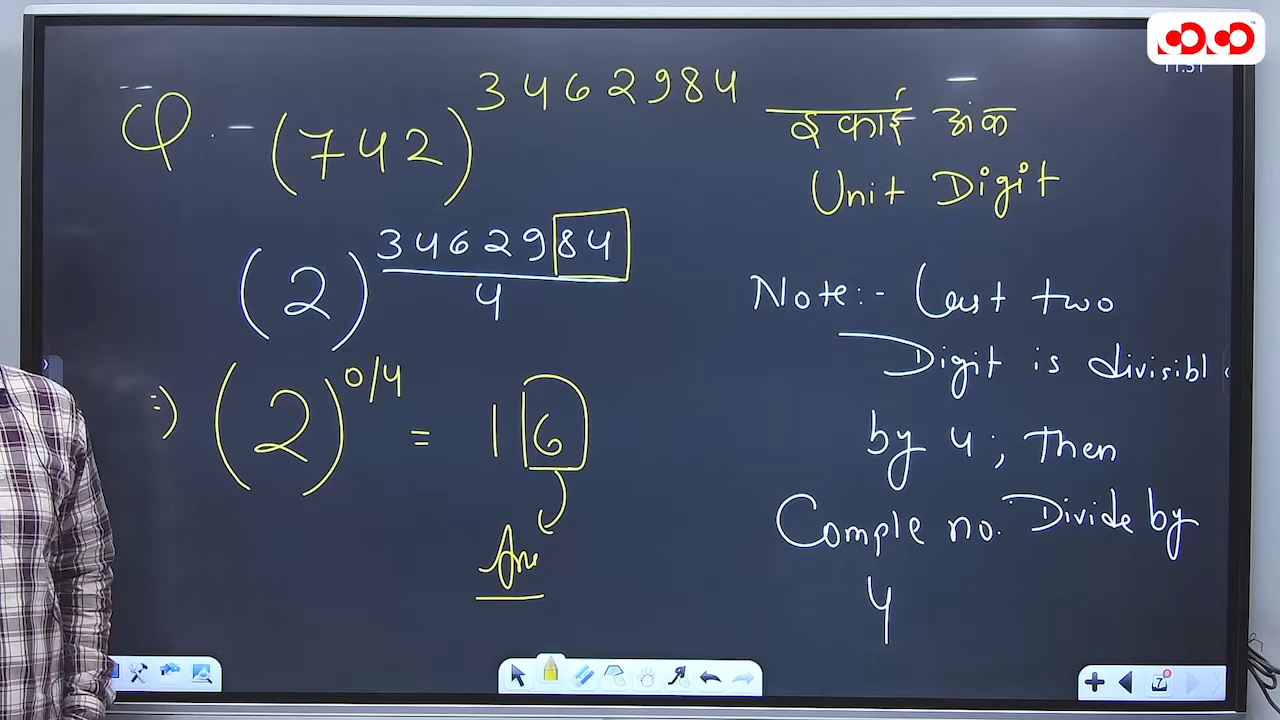 Q. - (742)^3462984
इकाई अंक
Unit Digit
(2)^3462984/4
⇒ (2)^0/4 = 16
Ans
Note:- Last two
Digit is divisibl
by 4; then
Comple no. Divide by
4